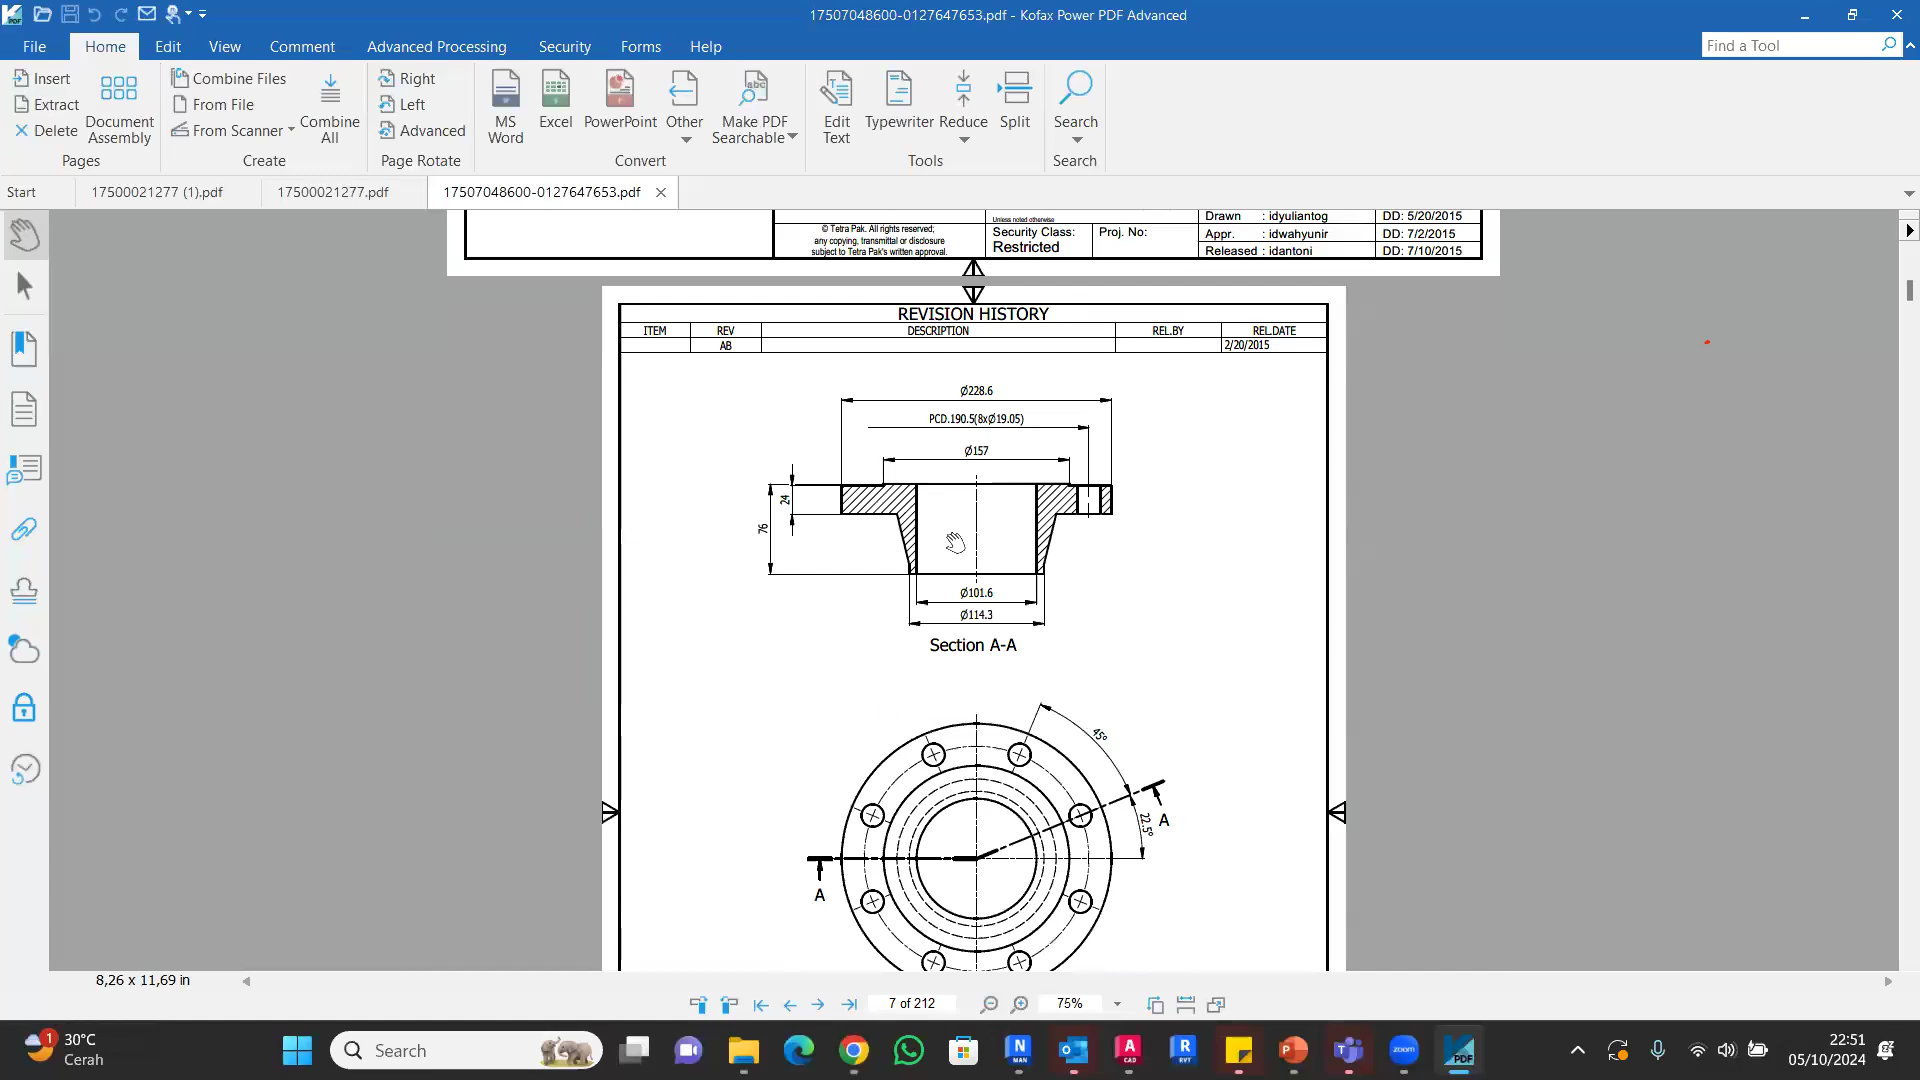 17507048600-0127647653.pdf - Kofax Power PDF Advanced
File Home Edit View Comment Advanced Processing Security Forms Help
Find a Tool
Insert
Extract
Delete
Document
Assembly
Pages
Combine Files
From File
From Scanner
Combine
All
Create
Right
Left
Advanced
Page Rotate
MS
Word
Excel
PowerPoint
Other
Make PDF
Searchable
Convert
Edit
Text
Typewriter
Reduce
Split
Tools
Search
Search
Start
17500021277 (1).pdf
17500021277.pdf
17507048600-0127647653.pdf
Unless noted otherwise
© Tetra Pak. All rights reserved;
any copying, transmittal or disclosure
subject to Tetra Pak's written approval.
Security Class:
Restricted
Proj. No:
Drawn : idyuliantog DD: 5/20/2015
Appr. : idwahyunir DD: 7/2/2015
Released : idantoni DD: 7/10/2015
REVISION HISTORY
ITEM REV DESCRIPTION REL.BY REL.DATE
AB 2/20/2015
Ø228.6
PCD.190.5(8xØ19.05)
Ø157
24
76
Ø101.6
Ø114.3
Section A-A
45°
22.5°
A
A
8,26 x 11,69 in
7 of 212
75%
1
30°C
Cerah
Search
N
MAN
A
CAD
R
RVT
P
zoom
PDF
22:51
05/10/2024